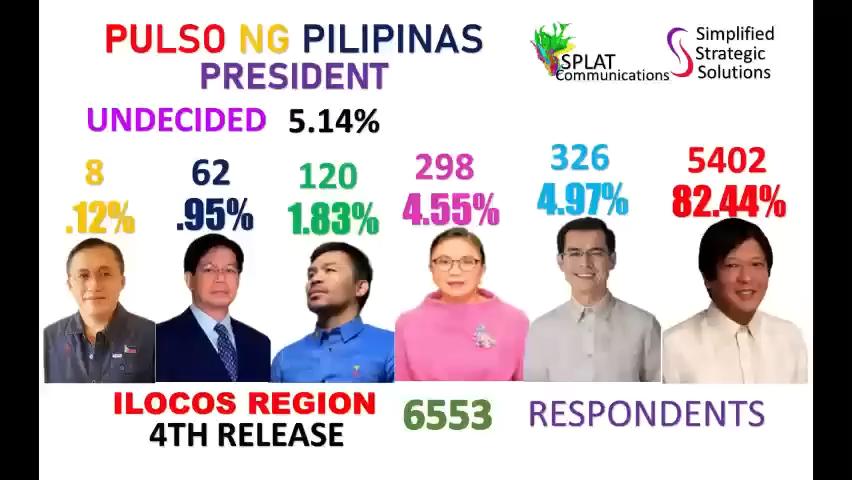 PULSO NG PILIPINAS
PRESIDENT
SPLAT
Communications
Simplified
Strategic
Solutions
UNDECIDED 5.14%
8
.12%
62
.95%
120
1.83%
298
4.55%
326
4.97%
5402
82.44%
ILOCOS REGION
4TH RELEASE
6553 RESPONDENTS